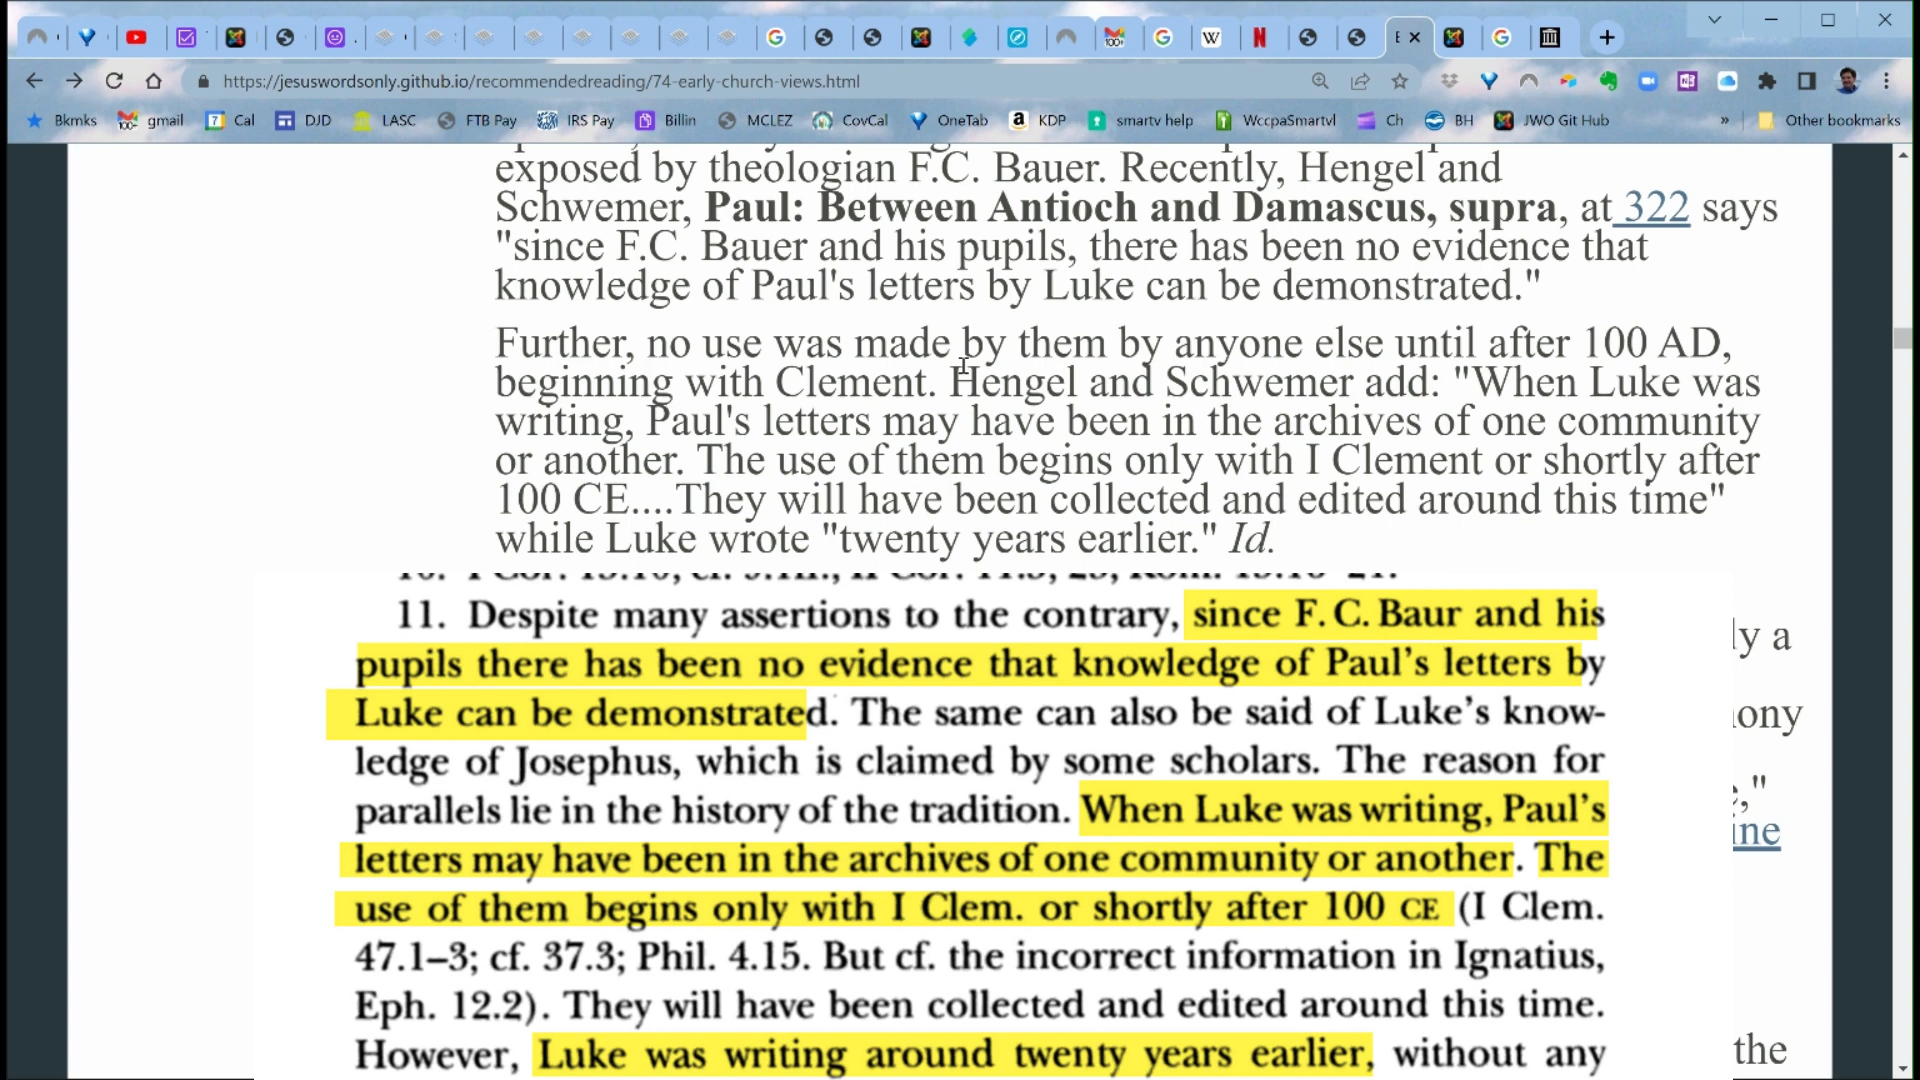 E
https://jesuswordsonly.github.io/recommendedreading/74-early-church-views.html
Bkmks gmail Cal DJD LASC FTB Pay IRS Pay Billin MCLEZ CovCal OneTab KDP smartv help WccpaSmartvl Ch BH JWO Git Hub » Other bookmarks
exposed by theologian F.C. Bauer. Recently, Hengel and
Schwemer, Paul: Between Antioch and Damascus, supra, at 322 says
"since F.C. Bauer and his pupils, there has been no evidence that
knowledge of Paul's letters by Luke can be demonstrated."
Further, no use was made by them by anyone else until after 100 AD,
beginning with Clement. Hengel and Schwemer add: "When Luke was
writing, Paul's letters may have been in the archives of one community
or another. The use of them begins only with I Clement or shortly after
100 CE....They will have been collected and edited around this time"
while Luke wrote "twenty years earlier." Id.
11. Despite many assertions to the contrary, since F. C. Baur and his
pupils there has been no evidence that knowledge of Paul's letters by
Luke can be demonstrated. The same can also be said of Luke's know-
ledge of Josephus, which is claimed by some scholars. The reason for
parallels lie in the history of the tradition. When Luke was writing, Paul's
letters may have been in the archives of one community or another. The
use of them begins only with I Clem. or shortly after 100 CE (I Clem.
47.1–3; cf. 37.3; Phil. 4.15. But cf. the incorrect information in Ignatius,
Eph. 12.2). They will have been collected and edited around this time.
However, Luke was writing around twenty years earlier, without any
ly a
ony
," 
ine
the